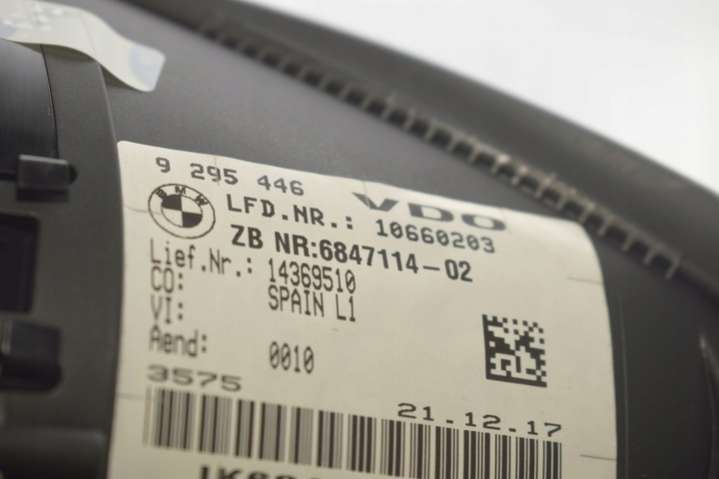 9 295 446
VDO
BMW
LFD.NR.: 10660203
ZB NR:6847114-02
Lief.Nr.: 14369510
CO: SPAIN L1
VI:
Aend: 0010
3575
21.12.17